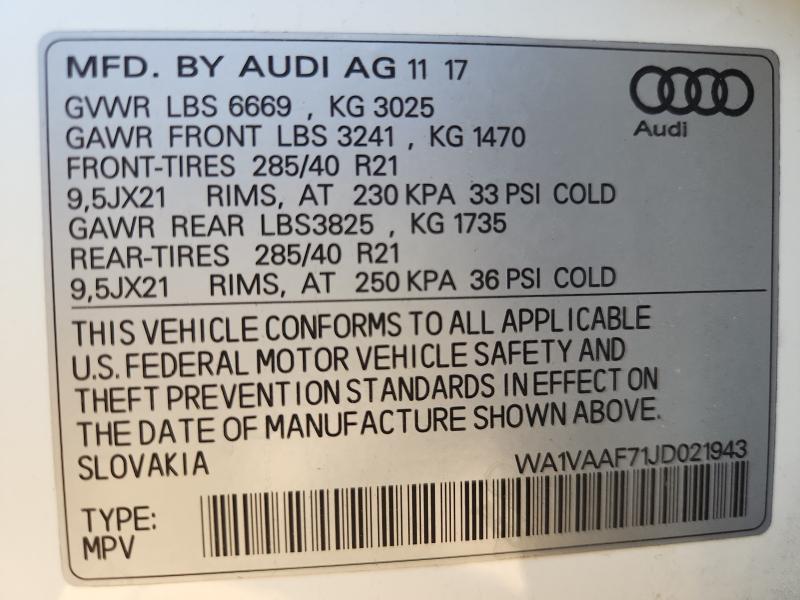 MFD. BY AUDI AG 11 17
GVWR LBS 6669 , KG 3025
GAWR FRONT LBS 3241 , KG 1470
FRONT-TIRES 285/40 R21
9,5JX21 RIMS, AT 230 KPA 33 PSI COLD
GAWR REAR LBS3825 , KG 1735
REAR-TIRES 285/40 R21
9,5JX21 RIMS, AT 250 KPA 36 PSI COLD
Audi
THIS VEHICLE CONFORMS TO ALL APPLICABLE
U.S. FEDERAL MOTOR VEHICLE SAFETY AND
THEFT PREVENTION STANDARDS IN EFFECT ON
THE DATE OF MANUFACTURE SHOWN ABOVE.
SLOVAKIA WA1VAAF71JD021943
TYPE:
MPV